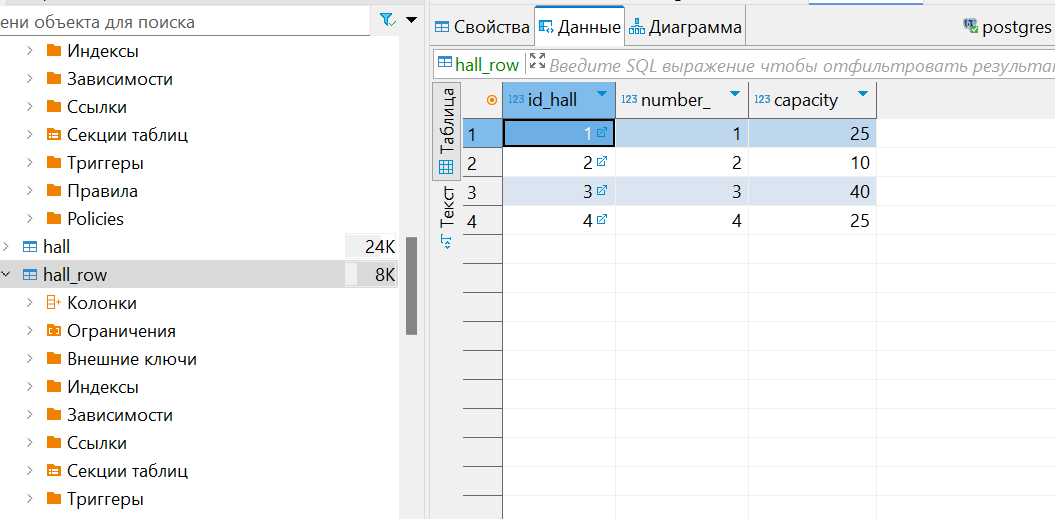 ени объекта для поиска
Индексы
Зависимости
Ссылки
Секции таблиц
Триггеры
Правила
Policies
hall 24K
hall_row 8K
Колонки
Ограничения
Внешние ключи
Индексы
Зависимости
Ссылки
Секции таблиц
Триггеры
Свойства Данные Диаграмма postgres
hall_row Введите SQL выражение чтобы отфильтровать результа
Таблица
Текст
123 id_hall 123 number_ 123 capacity
1 1 1 25
2 2 2 10
3 3 3 40
4 4 4 25